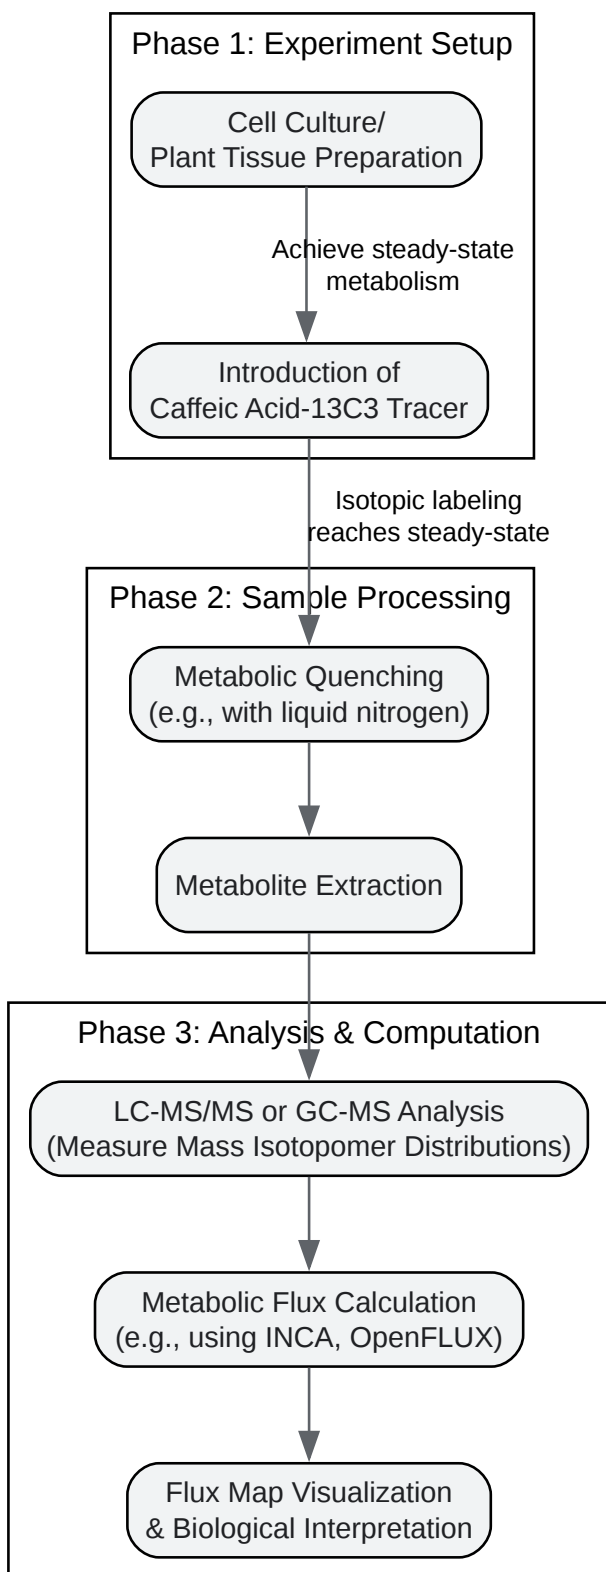 Phase 1: Experiment Setup
Cell Culture/
Plant Tissue Preparation
Achieve steady-state
metabolism
Introduction of
Caffeic Acid-13C3 Tracer
Isotopic labeling
reaches steady-state
Phase 2: Sample Processing
Metabolic Quenching
(e.g., with liquid nitrogen)
Metabolite Extraction
Phase 3: Analysis & Computation
LC-MS/MS or GC-MS Analysis
(Measure Mass Isotopomer Distributions)
Metabolic Flux Calculation
(e.g., using INCA, OpenFLUX)
Flux Map Visualization
& Biological Interpretation